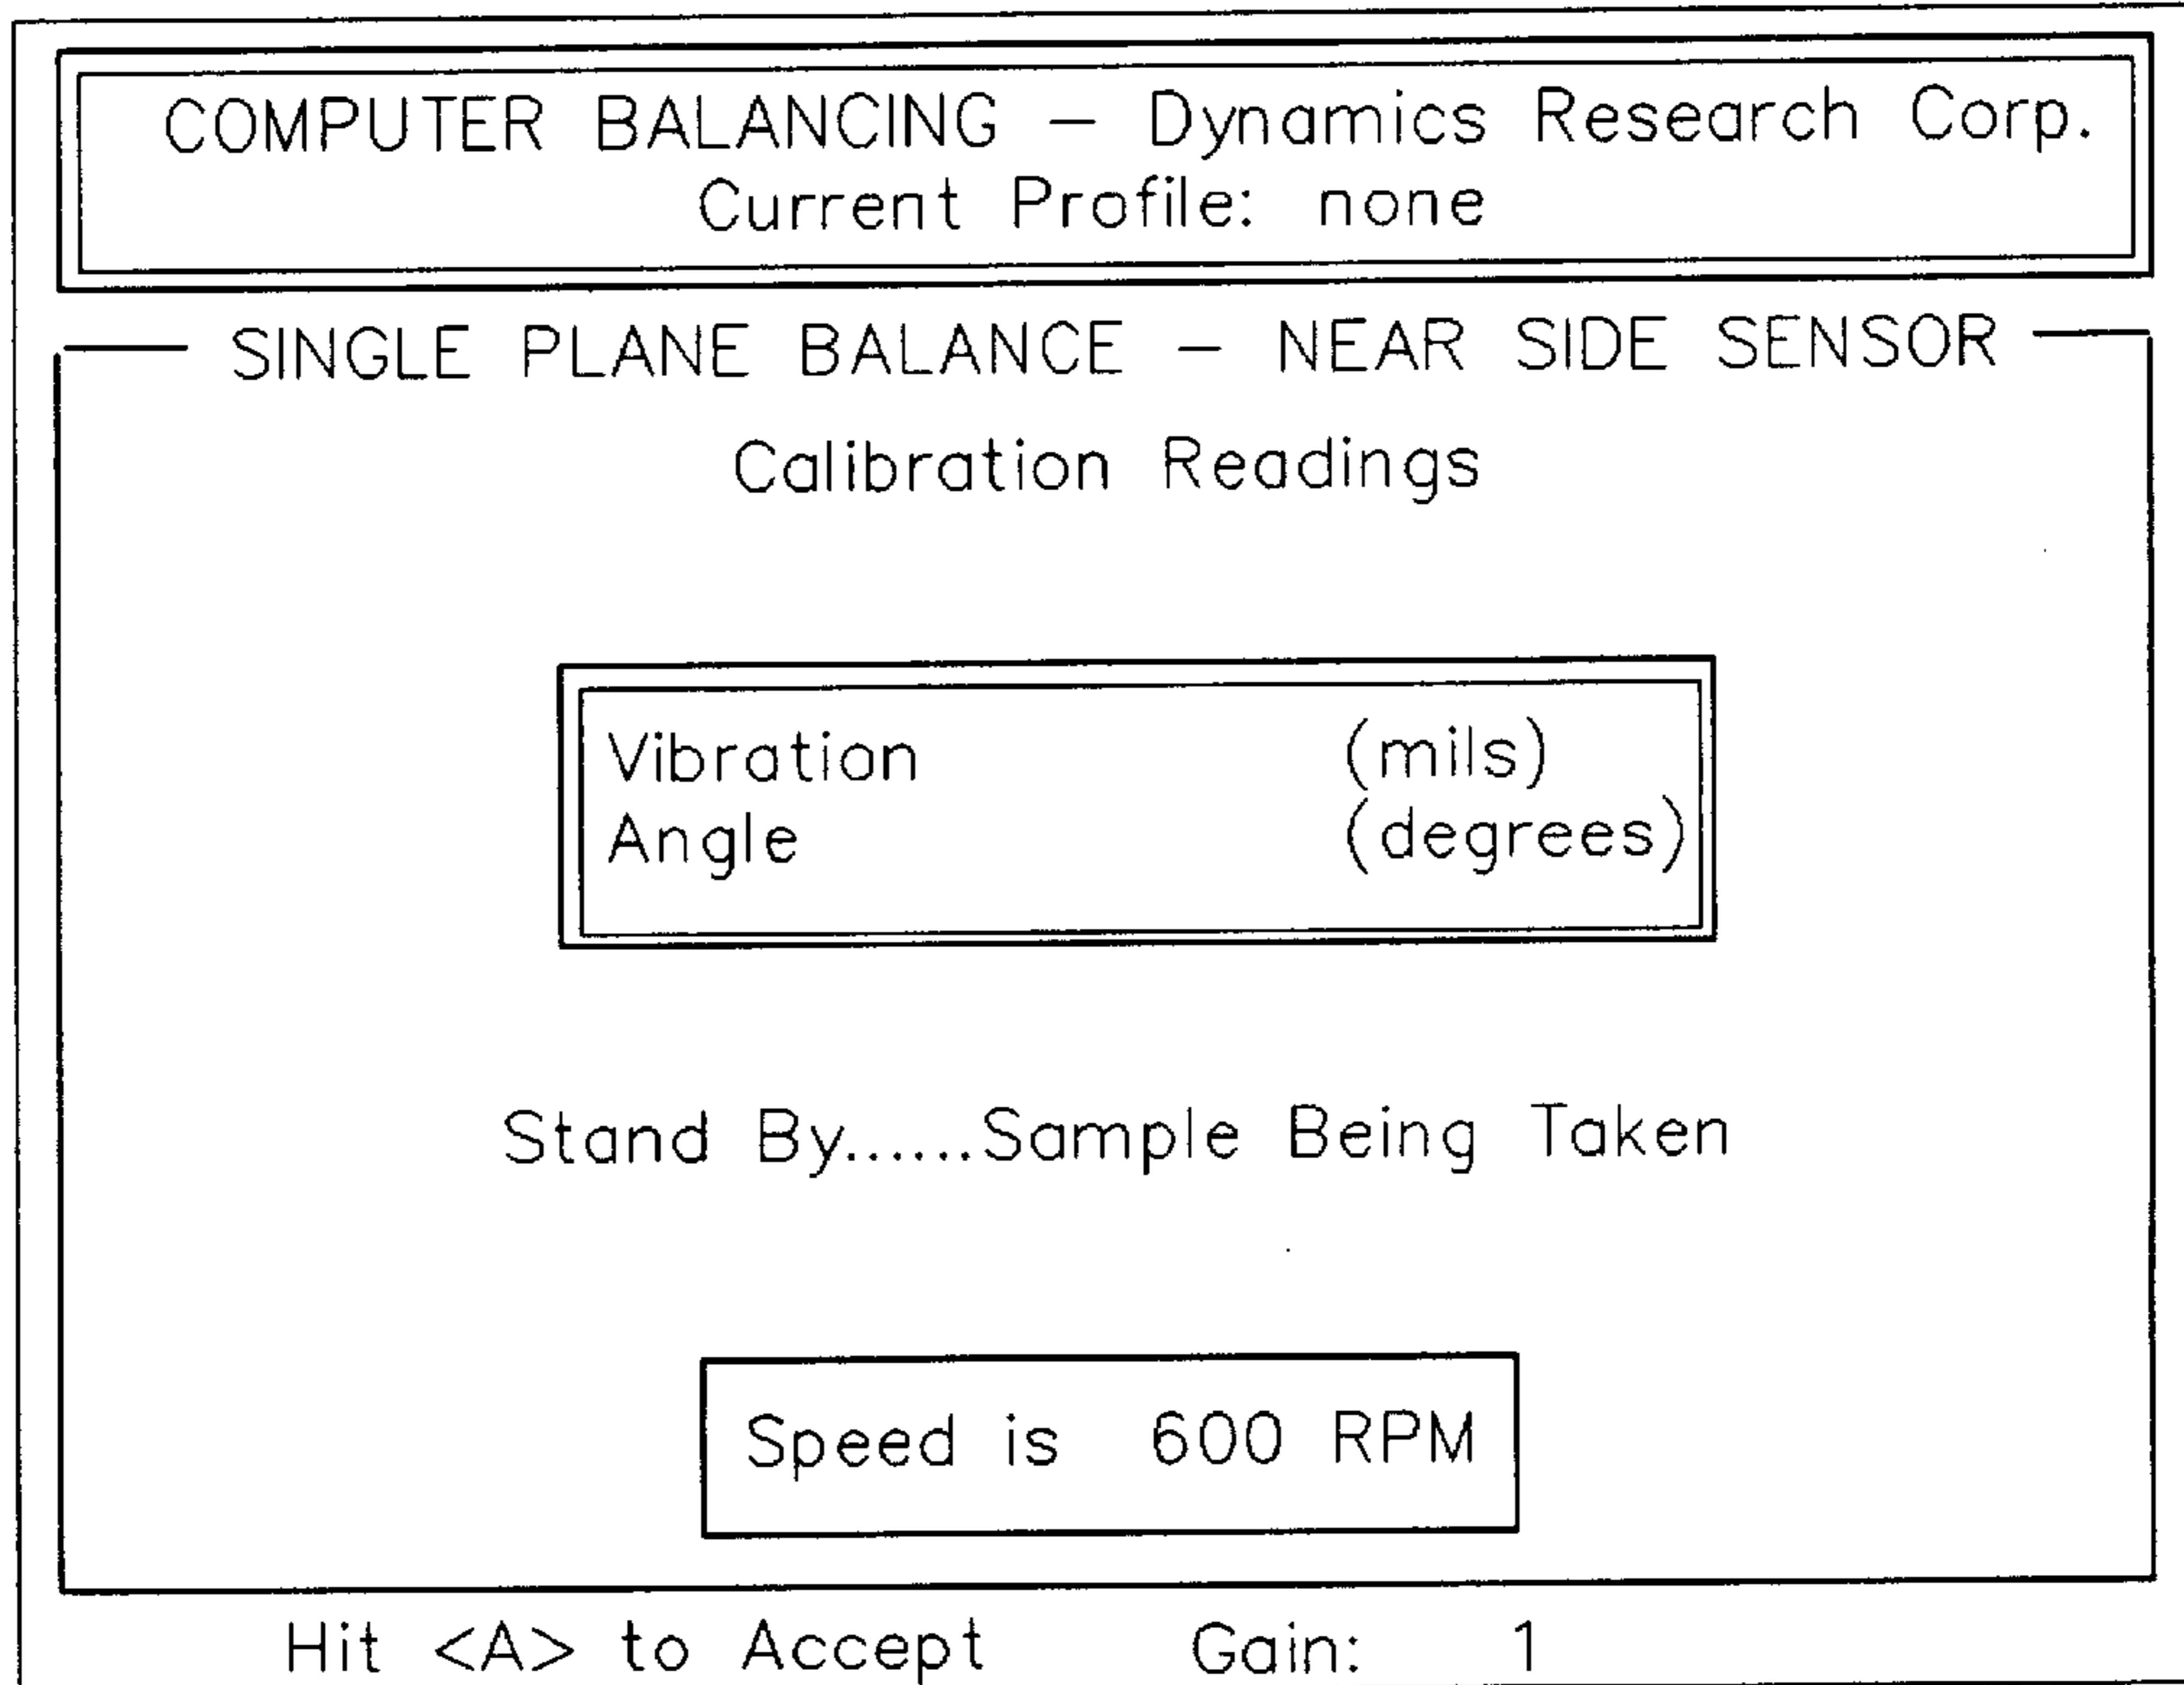 COMPUTER BALANCING – Dynamics Research Corp.
Current Profile: none
SINGLE PLANE BALANCE – NEAR SIDE SENSOR
Calibration Readings
Vibration (mils)
Angle (degrees)
Stand By......Sample Being Taken
Speed is 600 RPM
Hit <A> to Accept Gain: 1